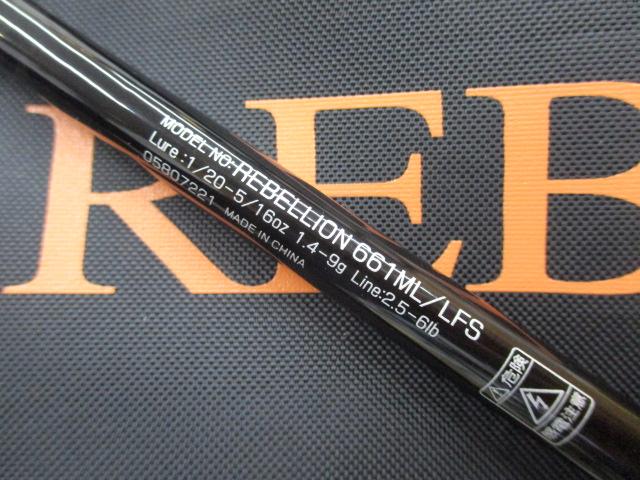 REB
MODEL NO.REBELLION 661ML/LFS
Lure:1/20-5/16oz 1.4-9g Line:2.5-6lb
05807221 MADE IN CHINA
危険
感電注意